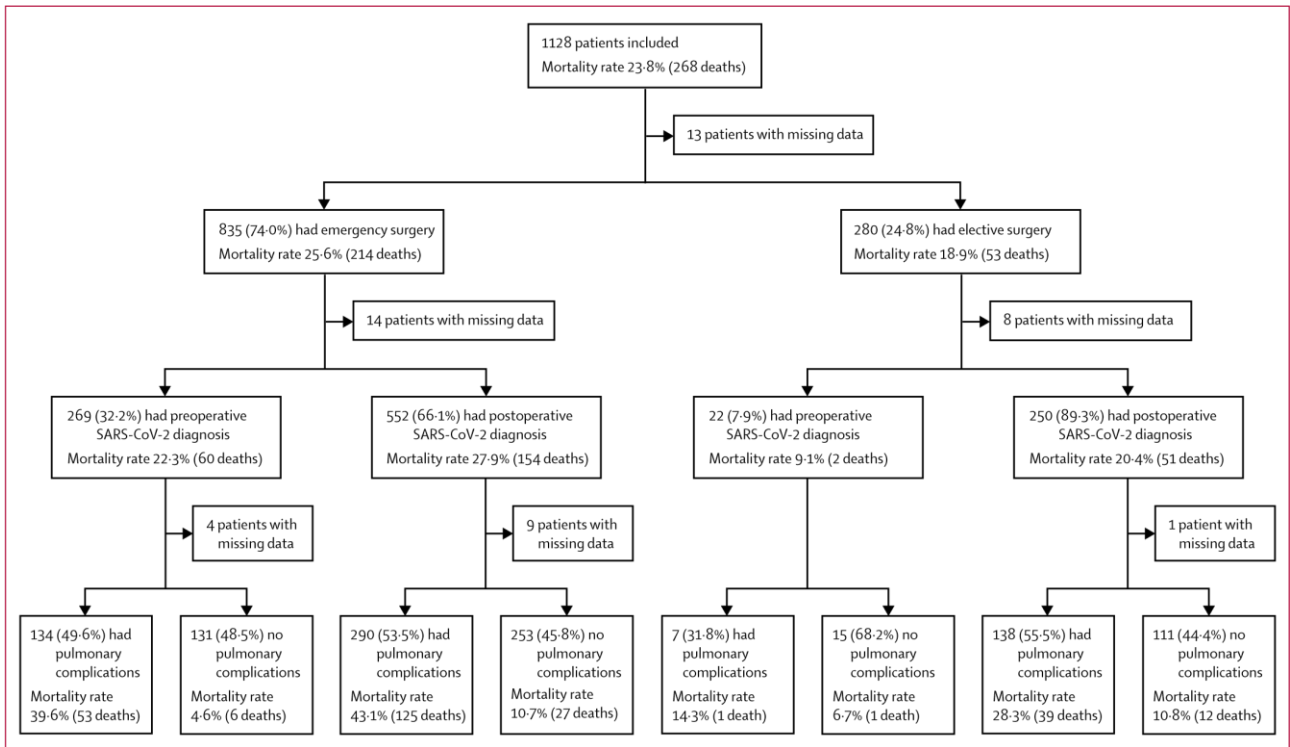 1128 patients included
Mortality rate 23·8% (268 deaths)
13 patients with missing data
835 (74·0%) had emergency surgery
Mortality rate 25·6% (214 deaths)
280 (24·8%) had elective surgery
Mortality rate 18·9% (53 deaths)
14 patients with missing data
8 patients with missing data
269 (32·2%) had preoperative
SARS-CoV-2 diagnosis
Mortality rate 22·3% (60 deaths)
552 (66·1%) had postoperative
SARS-CoV-2 diagnosis
Mortality rate 27·9% (154 deaths)
22 (7·9%) had preoperative
SARS-CoV-2 diagnosis
Mortality rate 9·1% (2 deaths)
250 (89·3%) had postoperative
SARS-CoV-2 diagnosis
Mortality rate 20·4% (51 deaths)
4 patients with
missing data
9 patients with
missing data
1 patient with
missing data
134 (49·6%) had
pulmonary
complications
Mortality rate
39·6% (53 deaths)
131 (48·5%) no
pulmonary
complications
Mortality rate
4·6% (6 deaths)
290 (53·5%) had
pulmonary
complications
Mortality rate
43·1% (125 deaths)
253 (45·8%) no
pulmonary
complications
Mortality rate
10·7% (27 deaths)
7 (31·8%) had
pulmonary
complications
Mortality rate
14·3% (1 death)
15 (68·2%) no
pulmonary
complications
Mortality rate
6·7% (1 death)
138 (55·5%) had
pulmonary
complications
Mortality rate
28·3% (39 deaths)
111 (44·4%) no
pulmonary
complications
Mortality rate
10·8% (12 deaths)